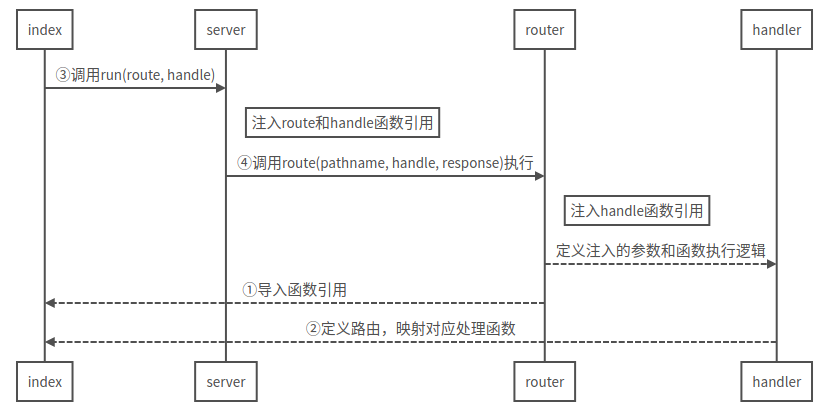 index
server
router
handler
③调用run(route, handle)
注入route和handle函数引用
④调用route(pathname, handle, response)执行
注入handle函数引用
定义注入的参数和函数执行逻辑
①导入函数引用
②定义路由，映射对应处理函数
index
server
router
handler